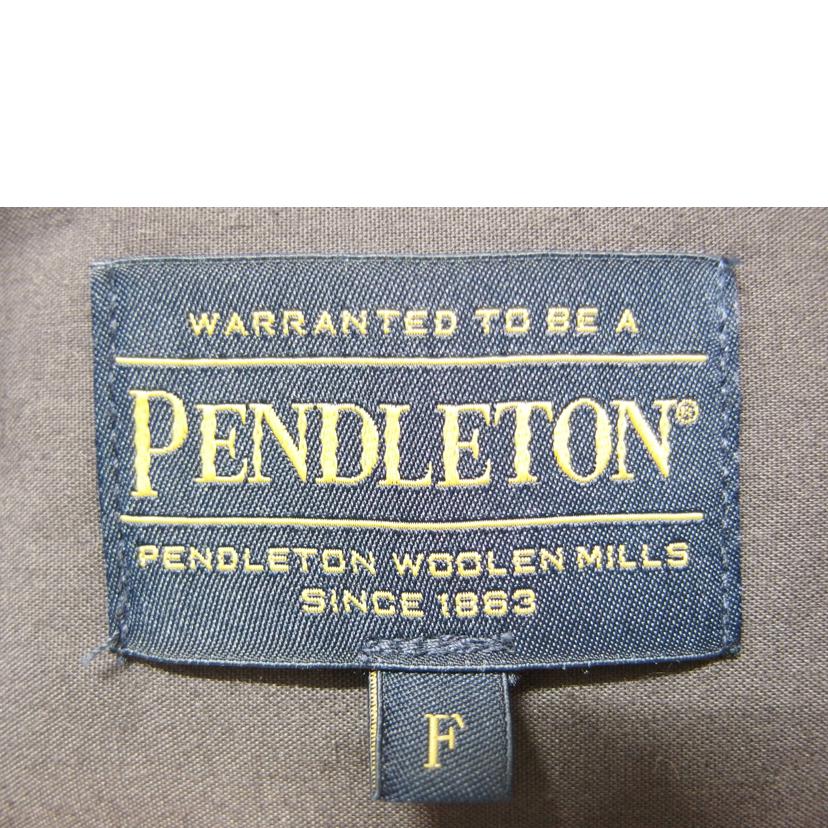 WARRANTED TO BE A
PENDLETON®
PENDLETON WOOLEN MILLS
SINCE 1863
F